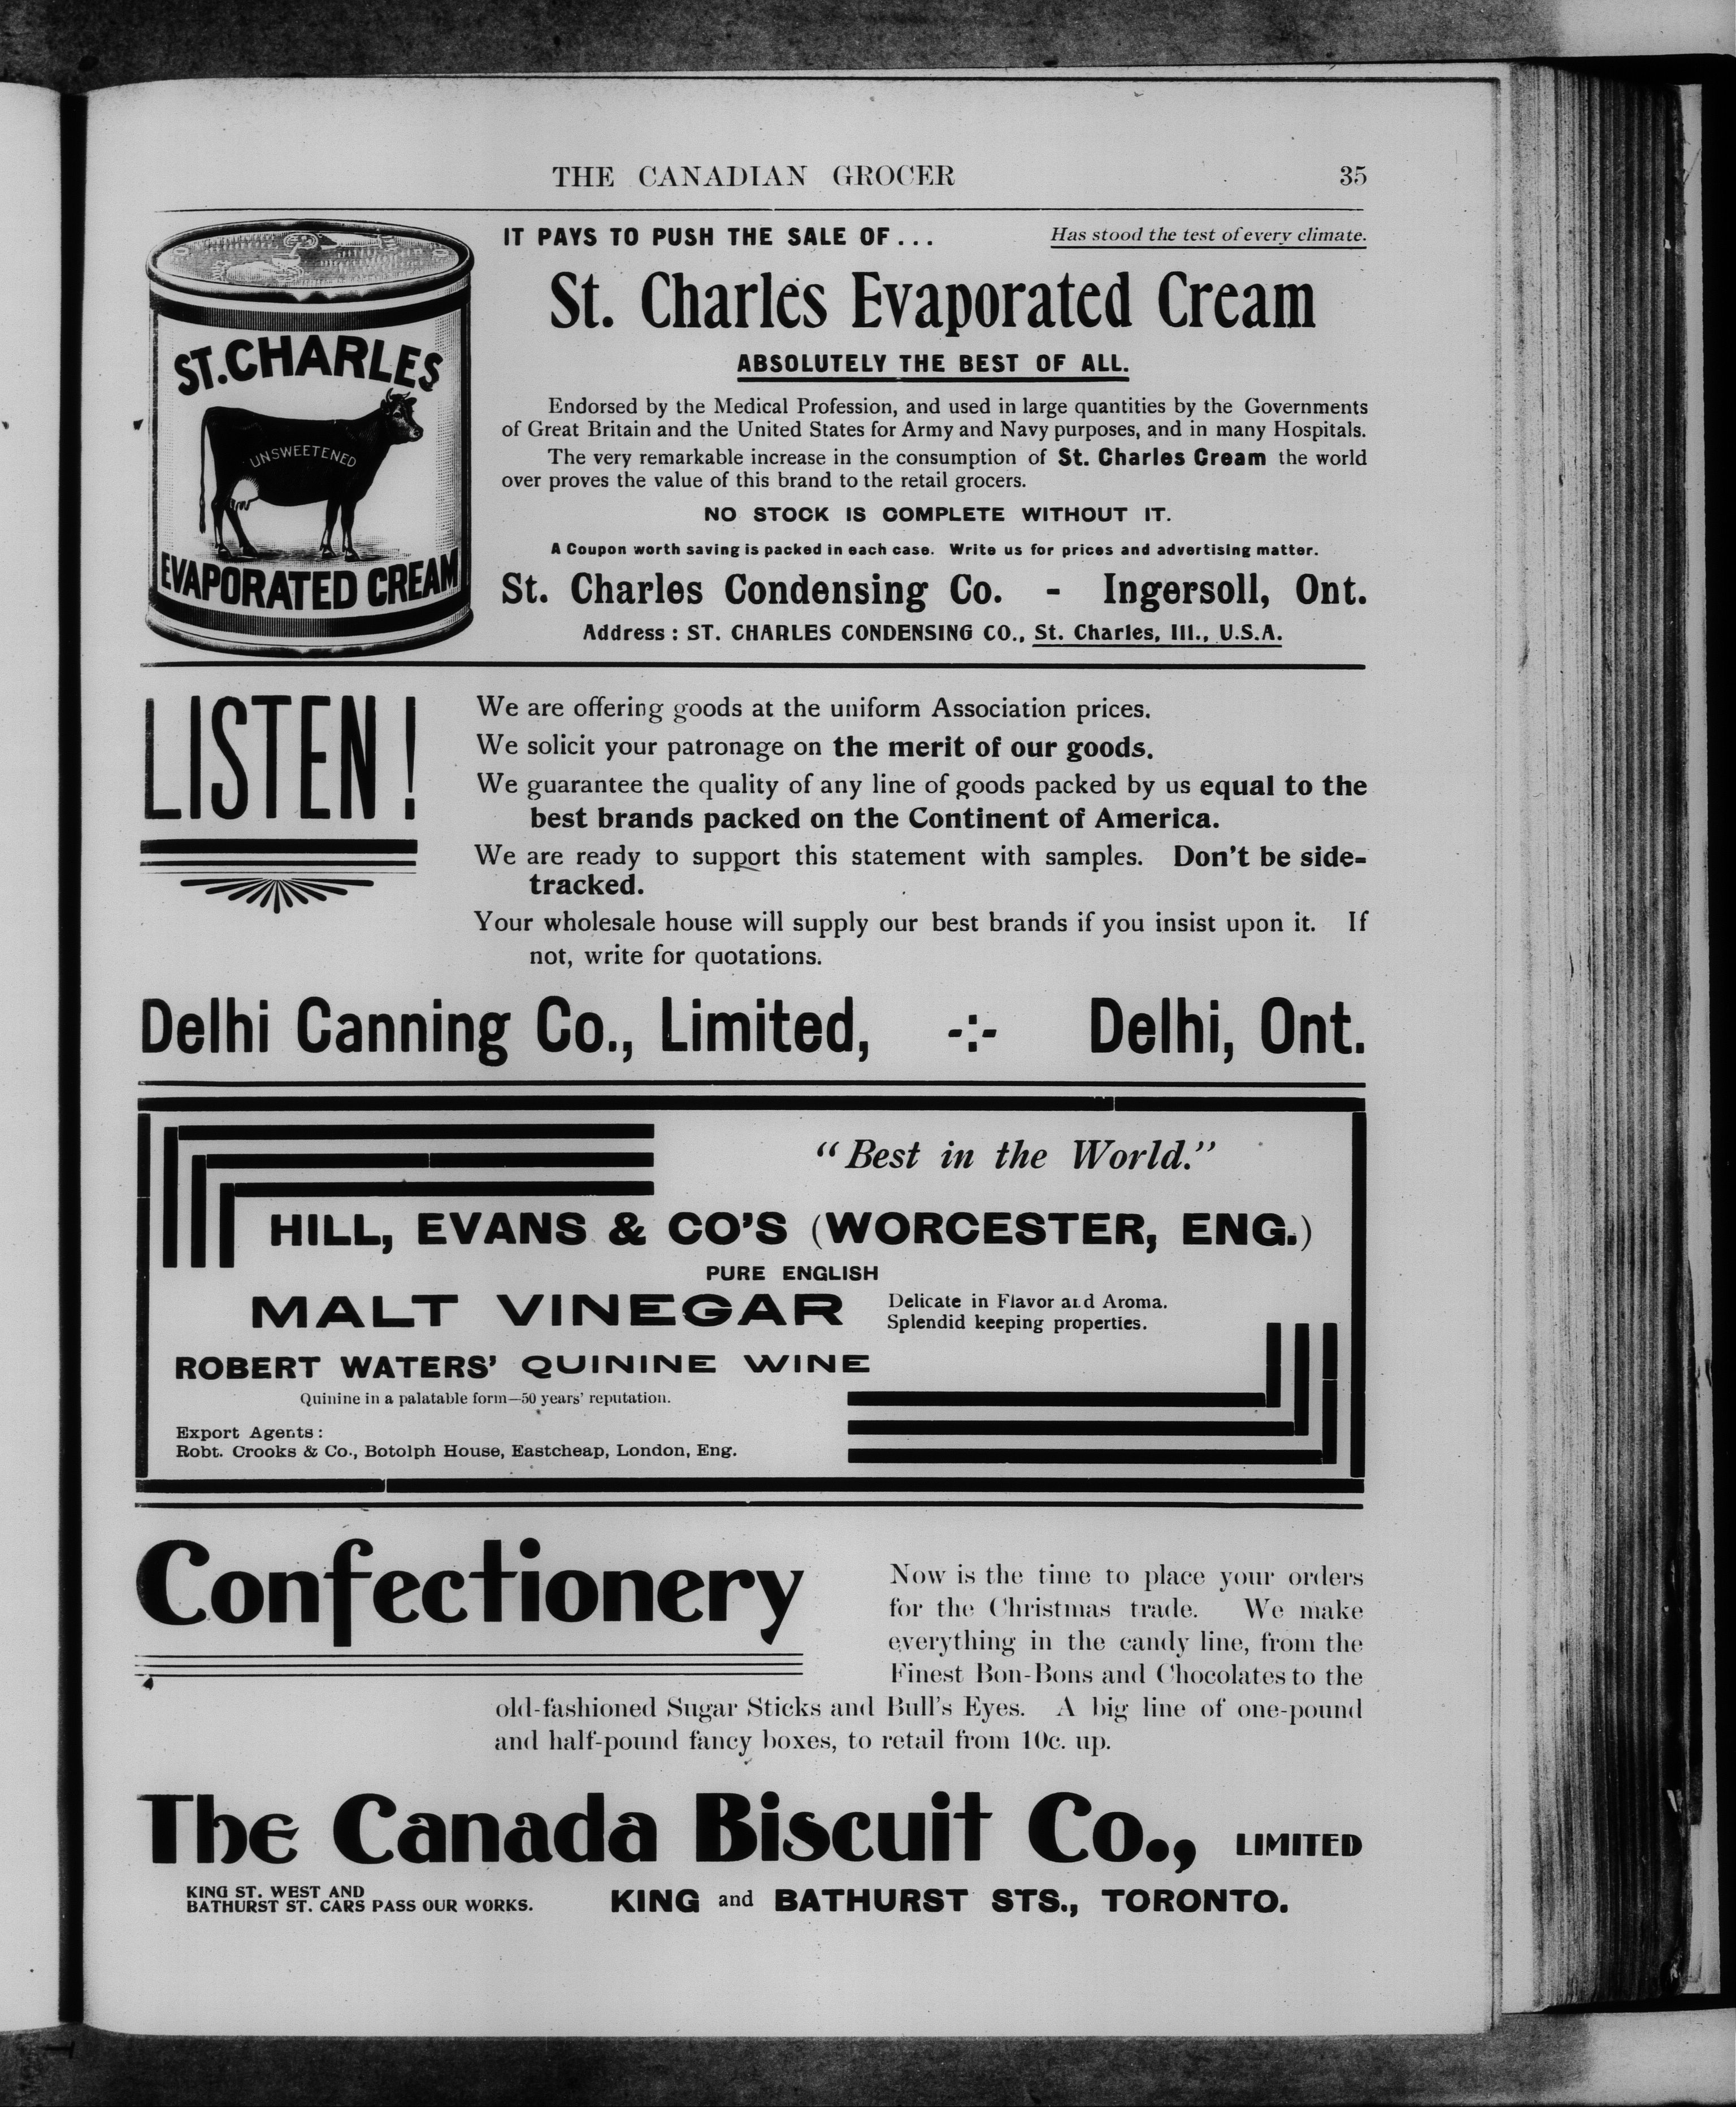 THE CANADIAN GROCER 35
IT PAYS TO PUSH THE SALE OF... Has stood the test of every climate.
St. Charles Evaporated Cream
ABSOLUTELY THE BEST OF ALL.
ST. CHARLES
UNSWEETENED
EVAPORATED CREAM
Endorsed by the Medical Profession, and used in large quantities by the Governments
of Great Britain and the United States for Army and Navy purposes, and in many Hospitals.
The very remarkable increase in the consumption of St. Charles Cream the world
over proves the value of this brand to the retail grocers.
NO STOCK IS COMPLETE WITHOUT IT.
A Coupon worth saving is packed in each case. Write us for prices and advertising matter.
St. Charles Condensing Co. - Ingersoll, Ont.
Address: ST. CHARLES CONDENSING CO., St. Charles, Ill., U.S.A.
LISTEN!
We are offering goods at the uniform Association prices.
We solicit your patronage on the merit of our goods.
We guarantee the quality of any line of goods packed by us equal to the
best brands packed on the Continent of America.
We are ready to support this statement with samples. Don't be side-
tracked.
Your wholesale house will supply our best brands if you insist upon it. If
not, write for quotations.
Delhi Canning Co., Limited, -:- Delhi, Ont.
"Best in the World."
HILL, EVANS & CO'S (WORCESTER, ENG.)
PURE ENGLISH
MALT VINEGAR
Delicate in Flavor and Aroma.
Splendid keeping properties.
ROBERT WATERS' QUININE WINE
Quinine in a palatable form—50 years' reputation.
Export Agents:
Robt. Crooks & Co., Botolph House, Eastcheap, London, Eng.
Confectionery
Now is the time to place your orders
for the Christmas trade. We make
everything in the candy line, from the
Finest Bon-Bons and Chocolates to the
old-fashioned Sugar Sticks and Bull's Eyes. A big line of one-pound
and half-pound fancy boxes, to retail from 10c. up.
The Canada Biscuit Co., LIMITED
KING ST. WEST AND
BATHURST ST. CARS PASS OUR WORKS.
KING and BATHURST STS., TORONTO.